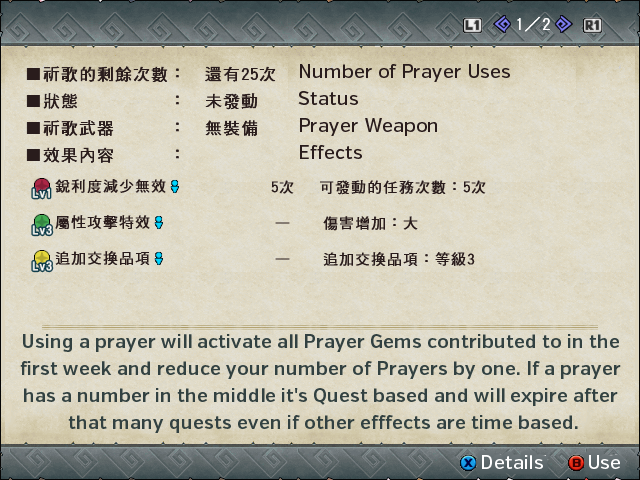 L1 1/2 R1
■祈歌的剩餘次數： 還有25次 Number of Prayer Uses
■狀態 ： 未發動 Status
■祈歌武器 ： 無裝備 Prayer Weapon
■效果內容 ： Effects
Lv1 銳利度減少無效 5次 可發動的任務次數：5次
Lv3 屬性攻擊特效 — 傷害增加：大
Lv3 追加交換品項 — 追加交換品項：等級3
Using a prayer will activate all Prayer Gems contributed to in the
first week and reduce your number of Prayers by one. If a prayer
has a number in the middle it's Quest based and will expire after
that many quests even if other efffects are time based.
X Details B Use